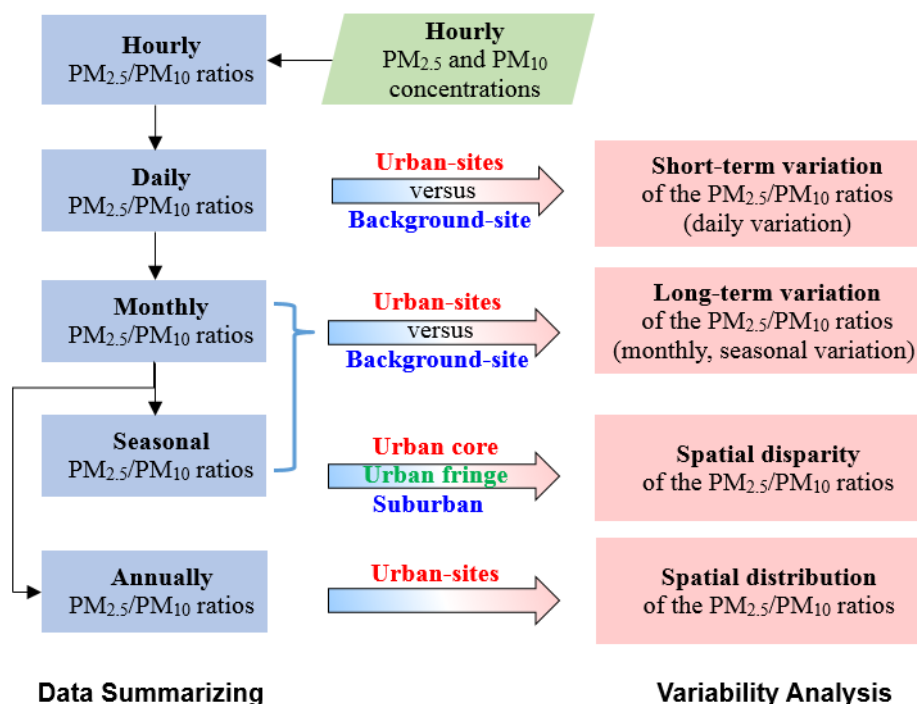 Hourly
PM2.5/PM10 ratios
Hourly
PM2.5 and PM10
concentrations
Daily
PM2.5/PM10 ratios
Urban-sites
versus
Background-site
Short-term variation
of the PM2.5/PM10 ratios
(daily variation)
Monthly
PM2.5/PM10 ratios
Urban-sites
versus
Background-site
Long-term variation
of the PM2.5/PM10 ratios
(monthly, seasonal variation)
Seasonal
PM2.5/PM10 ratios
Urban core
Urban fringe
Suburban
Spatial disparity
of the PM2.5/PM10 ratios
Annually
PM2.5/PM10 ratios
Urban-sites
Spatial distribution
of the PM2.5/PM10 ratios
Data Summarizing
Variability Analysis